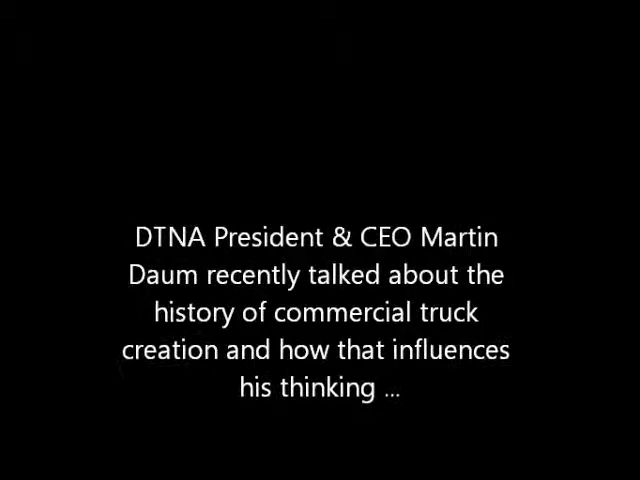 DTNA President & CEO Martin
Daum recently talked about the
history of commercial truck
creation and how that influences
his thinking ...